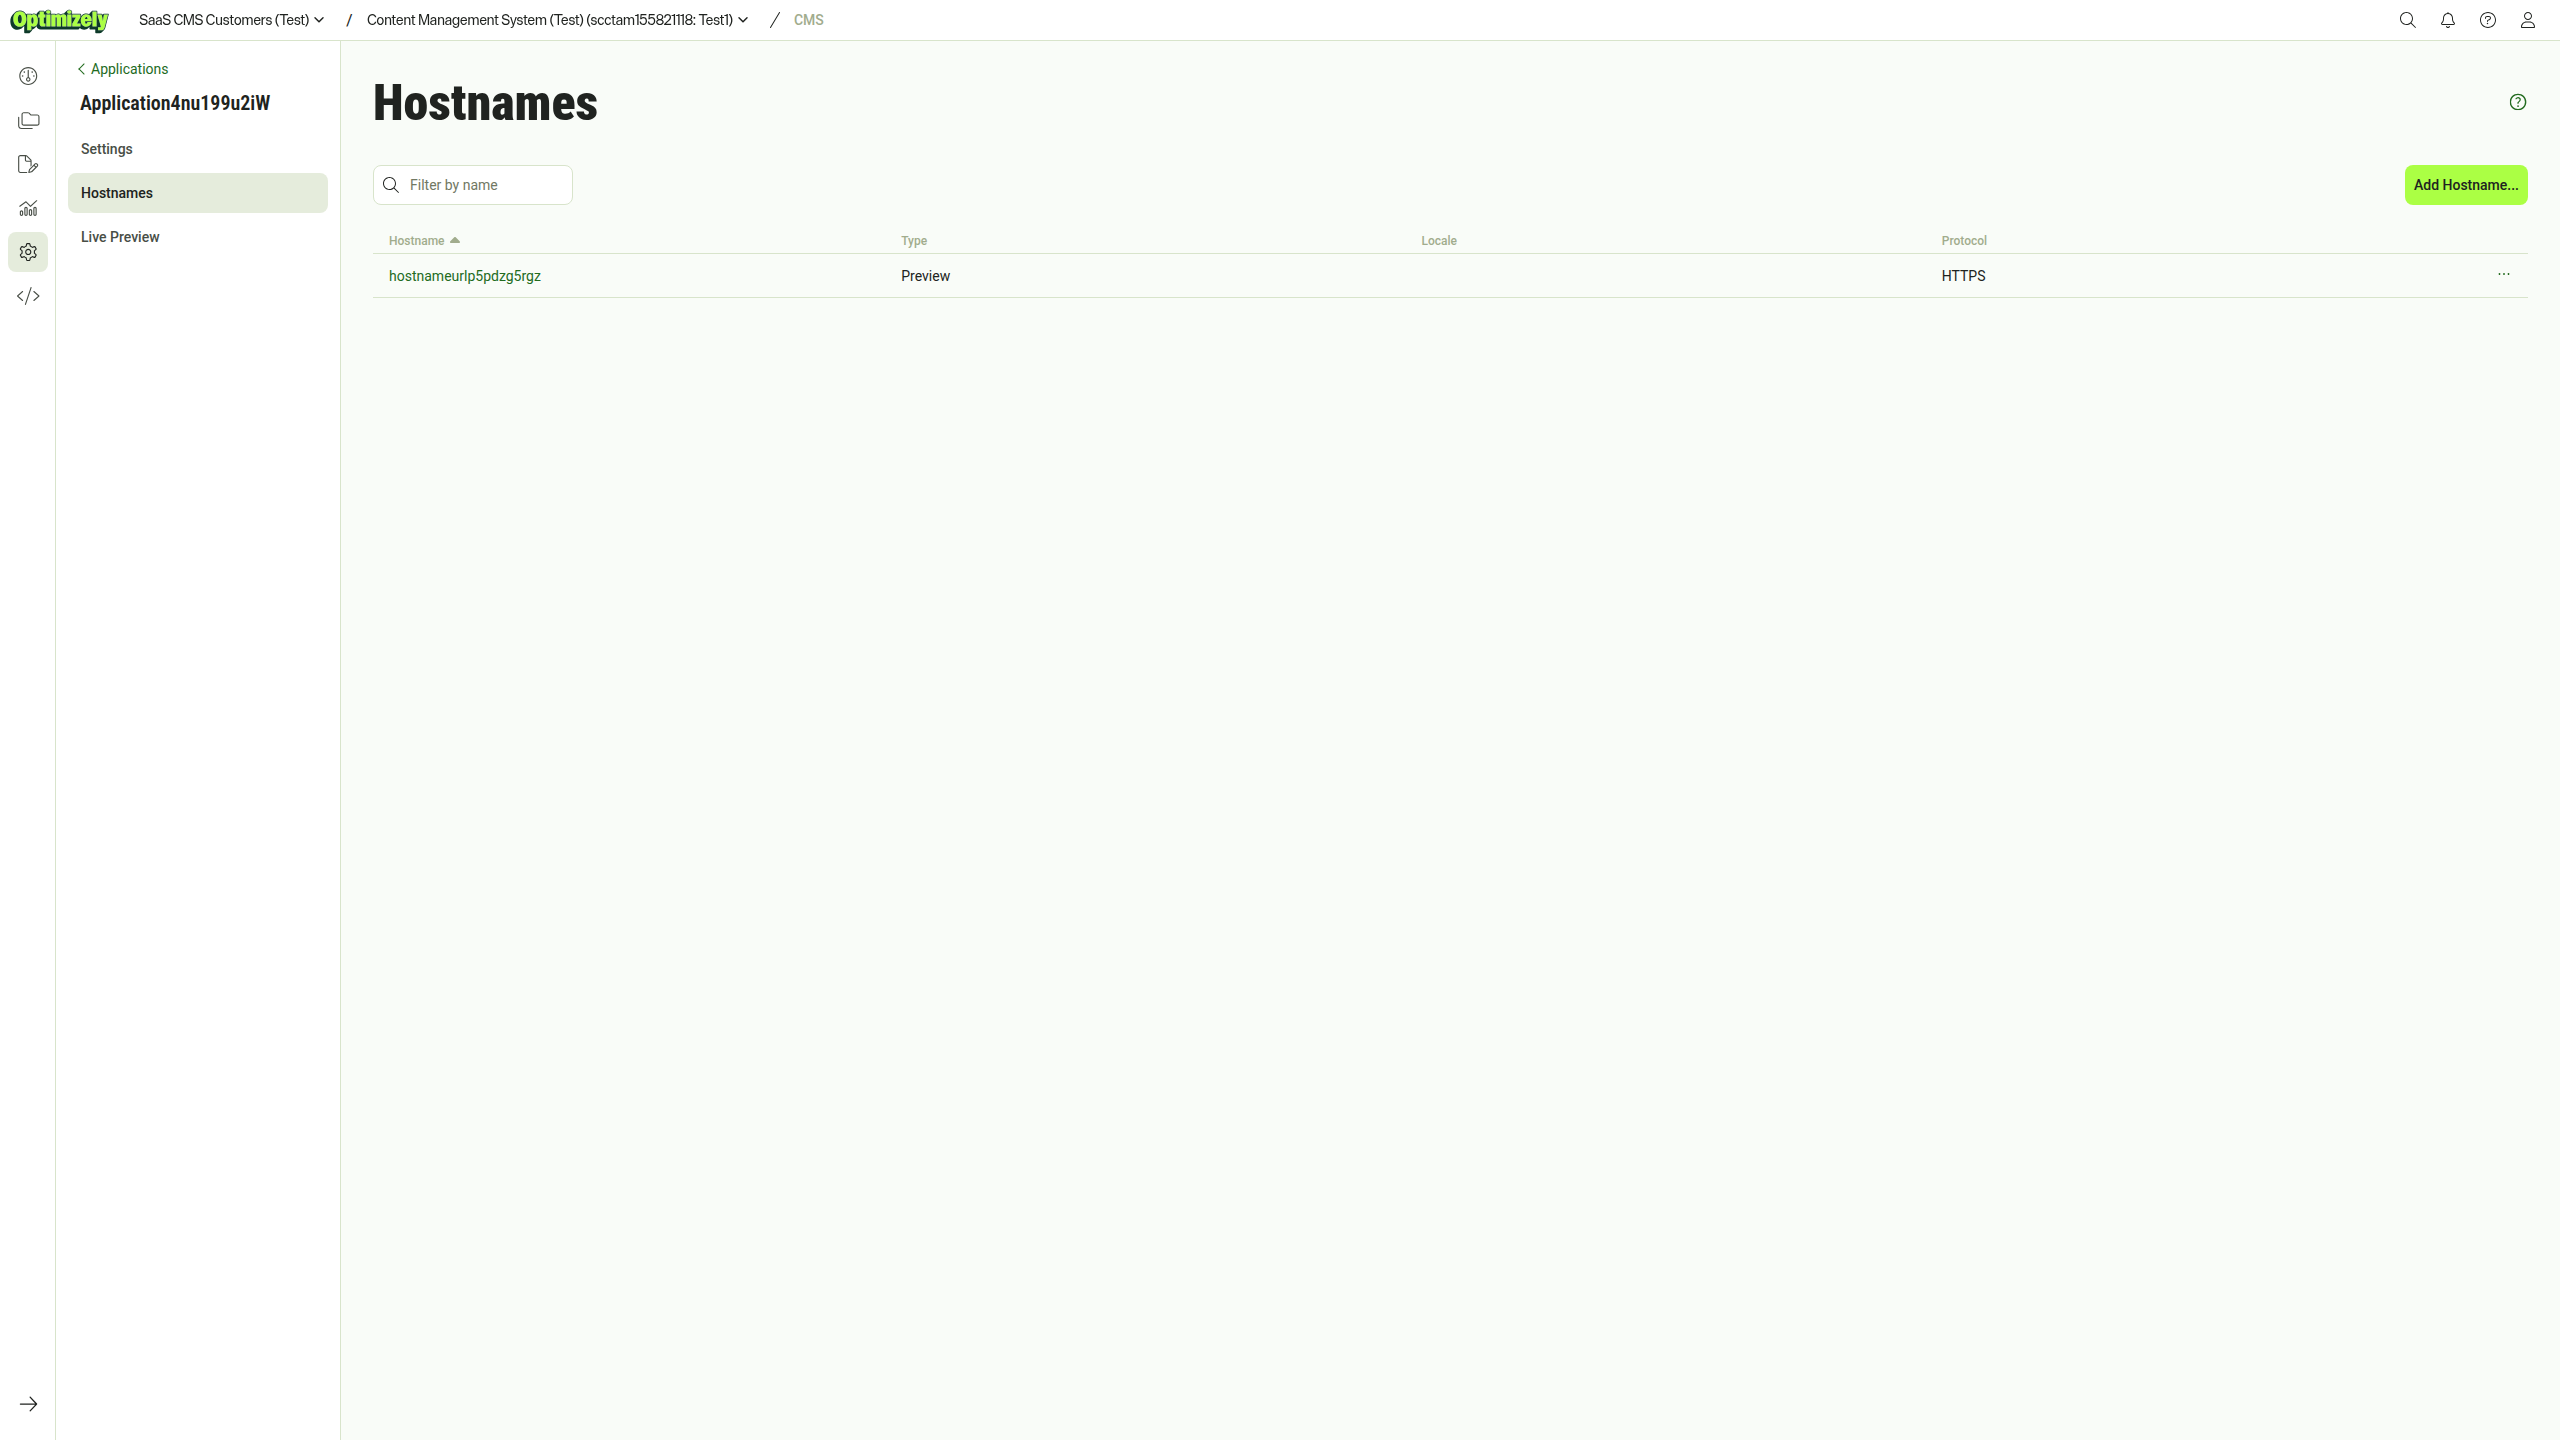 Optimizely SaaS CMS Customers (Test) / Content Management System (Test) (scctam155821118: Test1) / CMS
Applications
Application4nu199u2iW
Settings
Hostnames
Live Preview
Hostnames
Filter by name
Add Hostname...
Hostname Type Locale Protocol
hostnameurlp5pdzg5rgz Preview HTTPS ...